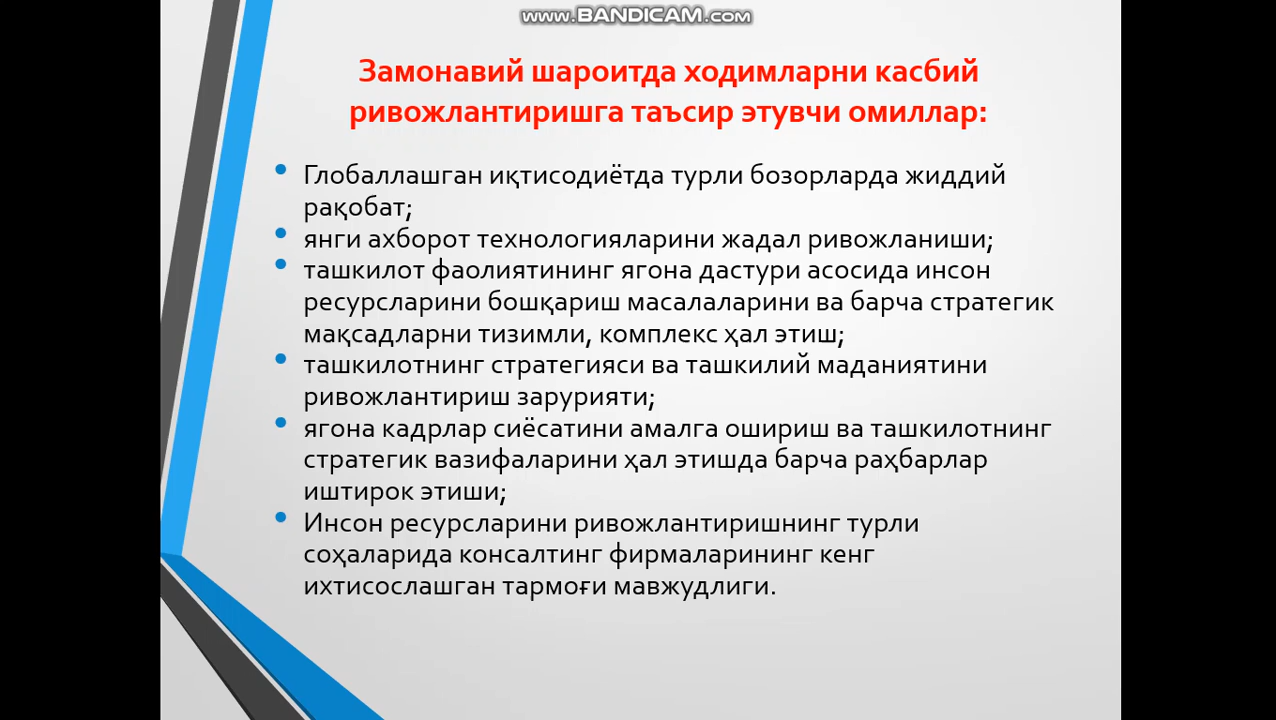 www.BANDICAM.com
Замонавий шароитда ходимларни касбий
ривожлантиришга таъсир этувчи омиллар:
• Глобаллашган иқтисодиётда турли бозорларда жиддий
рақобат;
• янги ахборот технологияларини жадал ривожланиши;
• ташкилот фаолиятининг ягона дастури асосида инсон
ресурсларини бошқариш масалаларини ва барча стратегик
мақсадларни тизимли, комплекс ҳал этиш;
• ташкилотнинг стратегияси ва ташкилий маданиятини
ривожлантириш зарурияти;
• ягона кадрлар сиёсатини амалга ошириш ва ташкилотнинг
стратегик вазифаларини ҳал этишда барча раҳбарлар
иштирок этиши;
• Инсон ресурсларини ривожлантиришнинг турли
соҳаларида консалтинг фирмаларининг кенг
ихтисослашган тармоғи мавжудлиги.